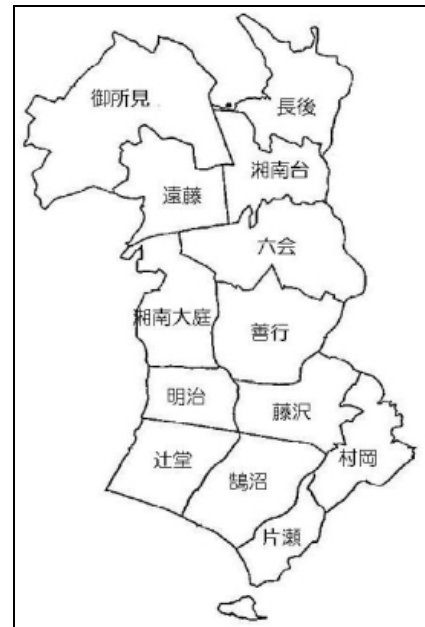 御所見
長後
湘南台
遠藤
六会
湘南大庭
善行
明治
藤沢
辻堂
鵠沼
村岡
片瀬